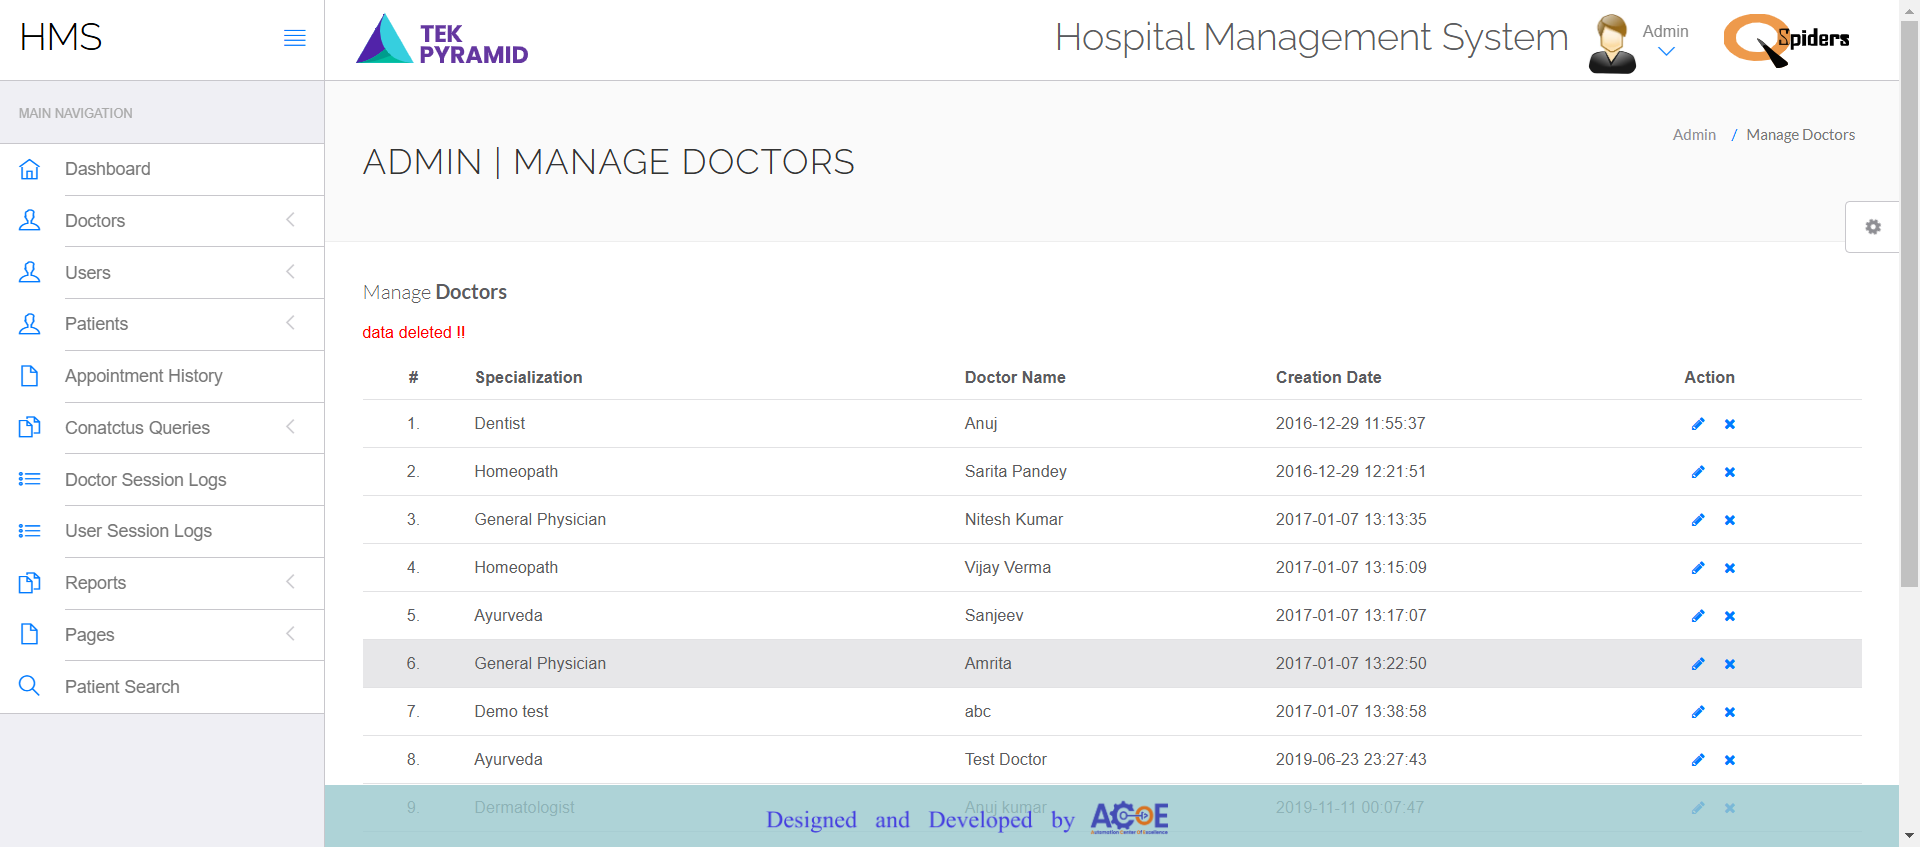 HMS
TEK
PYRAMID
Hospital Management System
Admin
Spiders
MAIN NAVIGATION
Dashboard
Doctors
Users
Patients
Appointment History
Conatctus Queries
Doctor Session Logs
User Session Logs
Reports
Pages
Patient Search
ADMIN | MANAGE DOCTORS
Admin / Manage Doctors
Manage Doctors
data deleted !!
# Specialization Doctor Name Creation Date Action
1. Dentist Anuj 2016-12-29 11:55:37
2. Homeopath Sarita Pandey 2016-12-29 12:21:51
3. General Physician Nitesh Kumar 2017-01-07 13:13:35
4. Homeopath Vijay Verma 2017-01-07 13:15:09
5. Ayurveda Sanjeev 2017-01-07 13:17:07
6. General Physician Amrita 2017-01-07 13:22:50
7. Demo test abc 2017-01-07 13:38:58
8. Ayurveda Test Doctor 2019-06-23 23:27:43
9. Dermatologist Anuj kumar 2019-11-11 00:07:47
Designed and Developed by ACOE
Automation Center Of Excellence